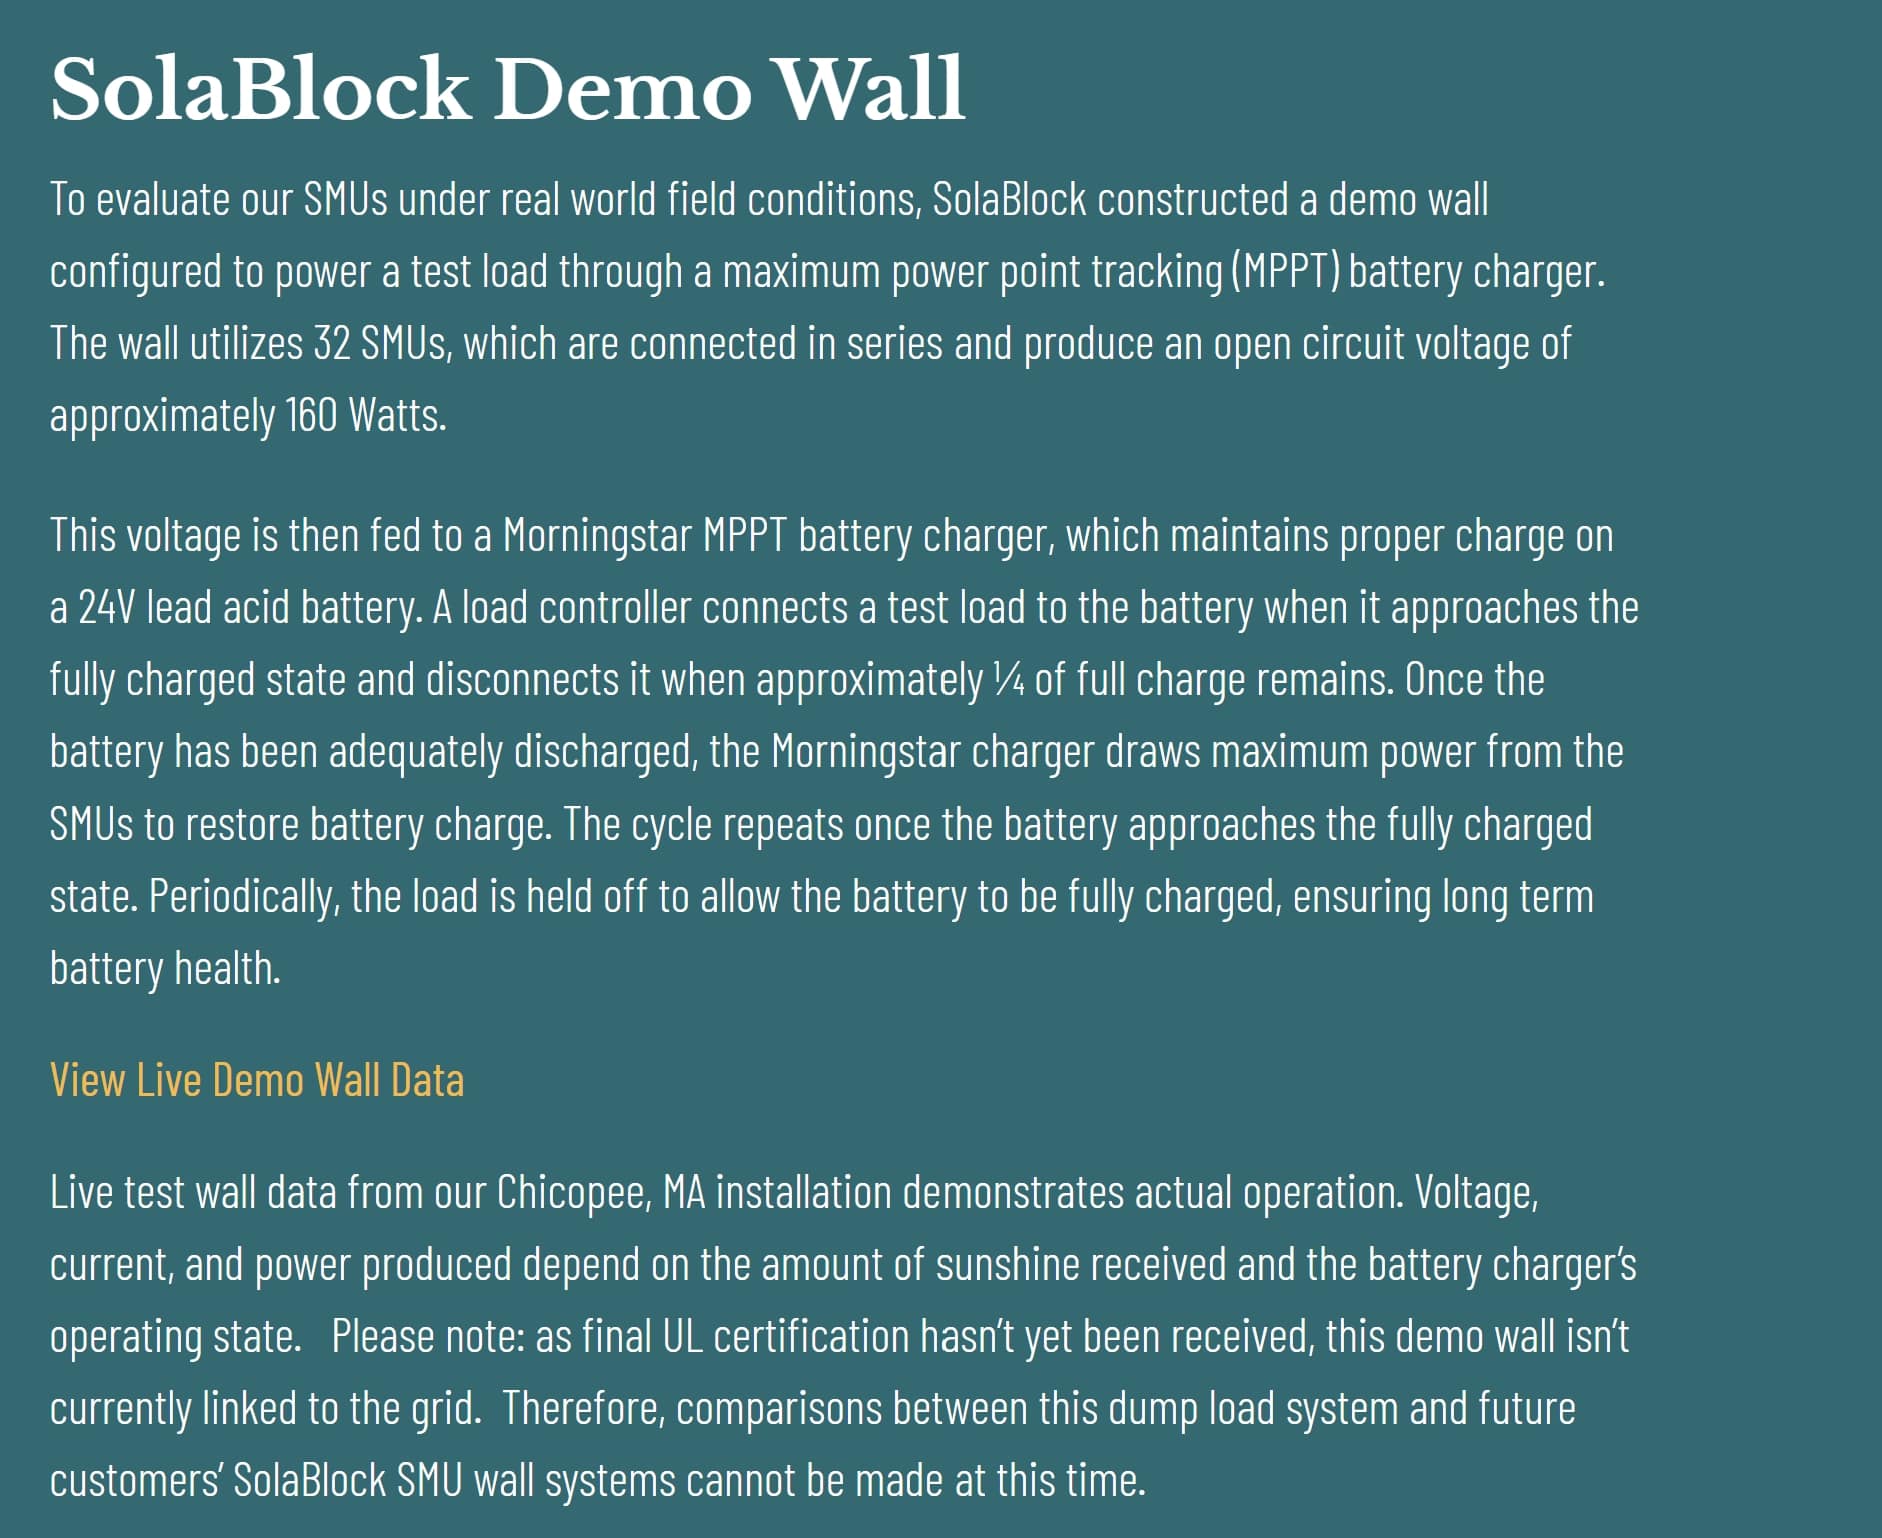 SolaBlock Demo Wall
To evaluate our SMUs under real world field conditions, SolaBlock constructed a demo wall
configured to power a test load through a maximum power point tracking (MPPT) battery charger.
The wall utilizes 32 SMUs, which are connected in series and produce an open circuit voltage of
approximately 160 Watts.
This voltage is then fed to a Morningstar MPPT battery charger, which maintains proper charge on
a 24V lead acid battery. A load controller connects a test load to the battery when it approaches the
fully charged state and disconnects it when approximately ¼ of full charge remains. Once the
battery has been adequately discharged, the Morningstar charger draws maximum power from the
SMUs to restore battery charge. The cycle repeats once the battery approaches the fully charged
state. Periodically, the load is held off to allow the battery to be fully charged, ensuring long term
battery health.
View Live Demo Wall Data
Live test wall data from our Chicopee, MA installation demonstrates actual operation. Voltage,
current, and power produced depend on the amount of sunshine received and the battery charger’s
operating state.   Please note: as final UL certification hasn’t yet been received, this demo wall isn’t
currently linked to the grid.  Therefore, comparisons between this dump load system and future
customers’ SolaBlock SMU wall systems cannot be made at this time.